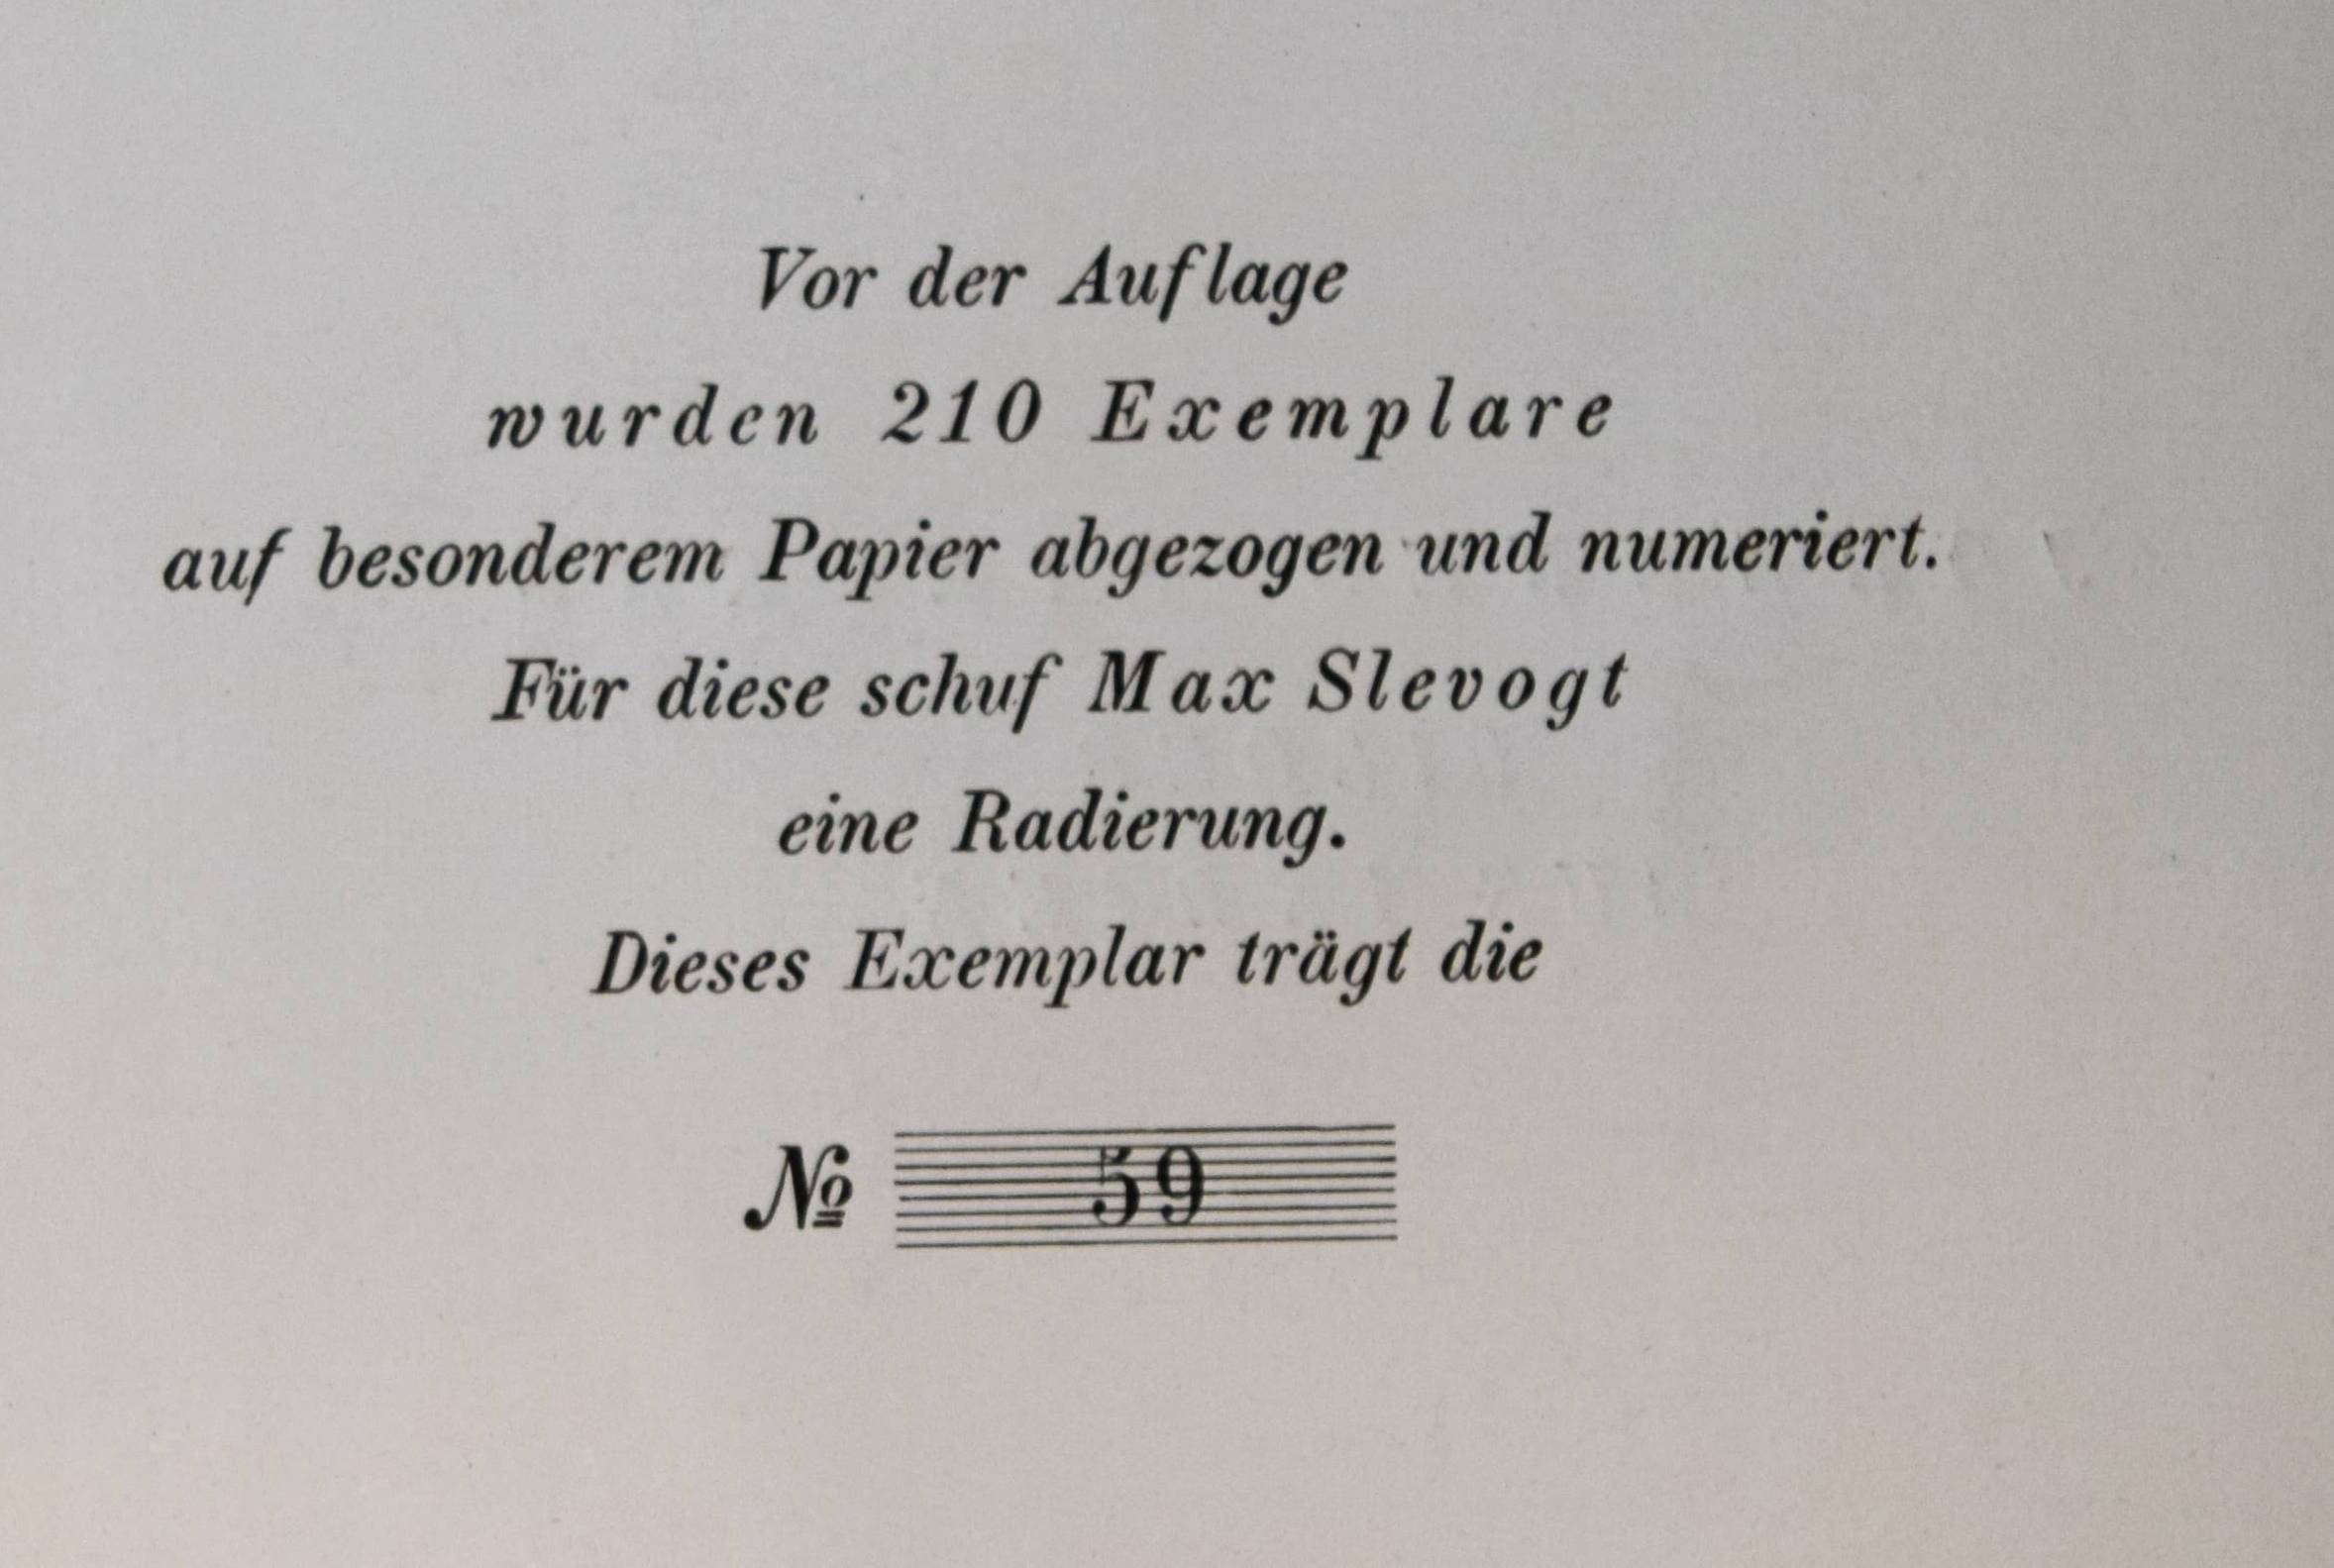 Vor der Auflage
wurden 210 Exemplare
auf besonderem Papier abgezogen und numeriert.
Für diese schuf Max Slevogt
eine Radierung.
Dieses Exemplar trägt die
№ 59